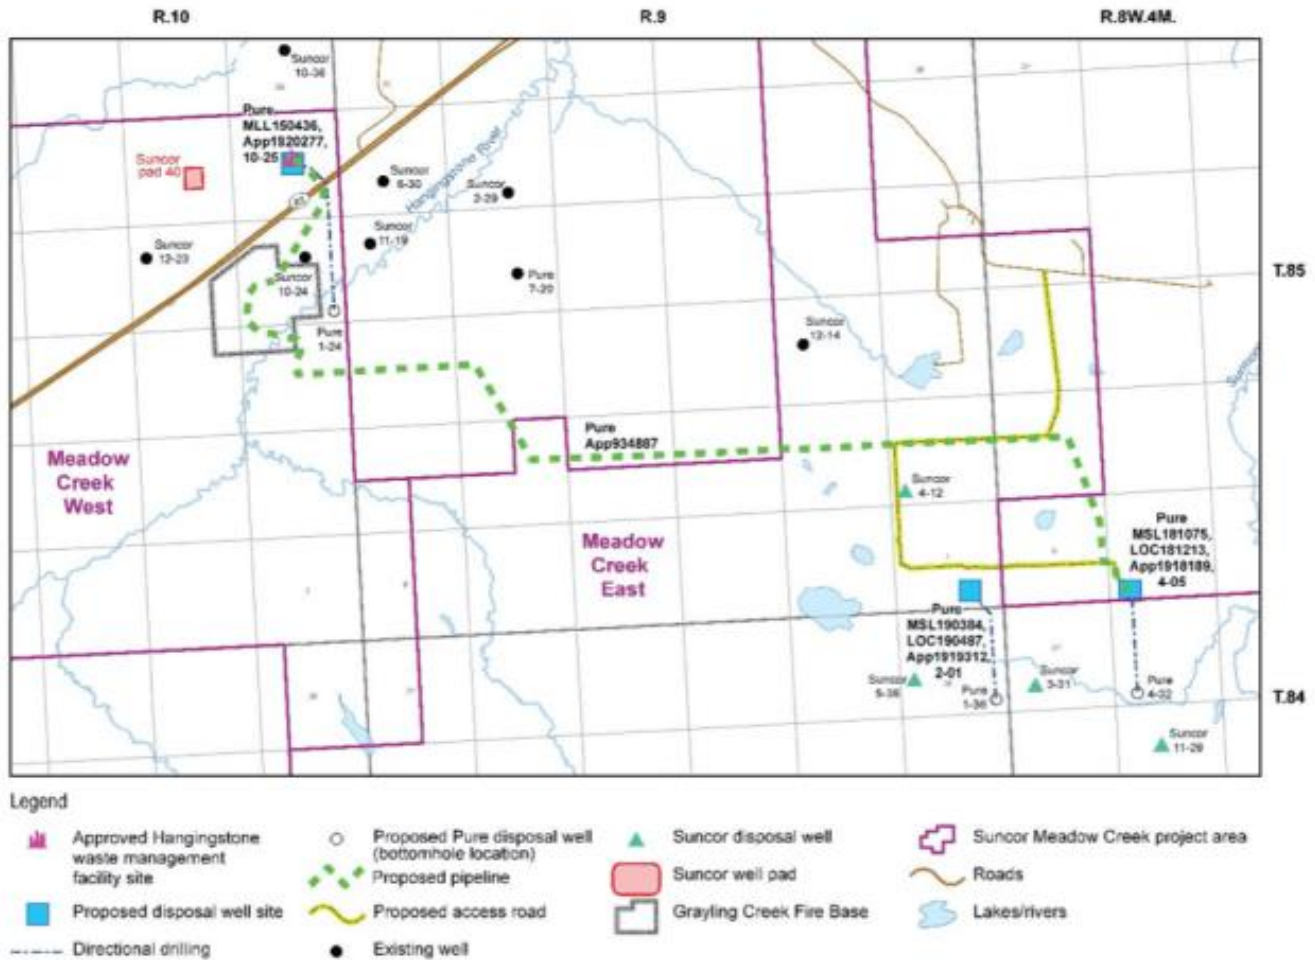 R.10
R.9
R.8W.4M.
Suncor
10-36
Pure
MLL150436,
App1920277,
10-25
Suncor
pad 40
Suncor
6-30
Suncor
2-29
Hangingstone River
Suncor
11-19
Suncor
12-23
Suncor
10-24
Pure
7-20
T.85
Pure
1-24
Suncor
12-14
Pure
App934887
Meadow
Creek
West
Suncor
4-12
Meadow
Creek
East
Pure
MSL181075,
LOC181213,
App1918189,
4-05
Pure
MSL190384,
LOC190487,
App1919312,
2-01
Suncor
5-36
Pure
1-36
Suncor
3-31
Pure
4-32
T.84
Suncor
11-28
Legend
Approved Hangingstone
waste management
facility site
Proposed disposal well site
Directional drilling
Proposed Pure disposal well
(bottomhole location)
Proposed pipeline
Proposed access road
Existing well
Suncor disposal well
Suncor well pad
Grayling Creek Fire Base
Suncor Meadow Creek project area
Roads
Lakes/rivers